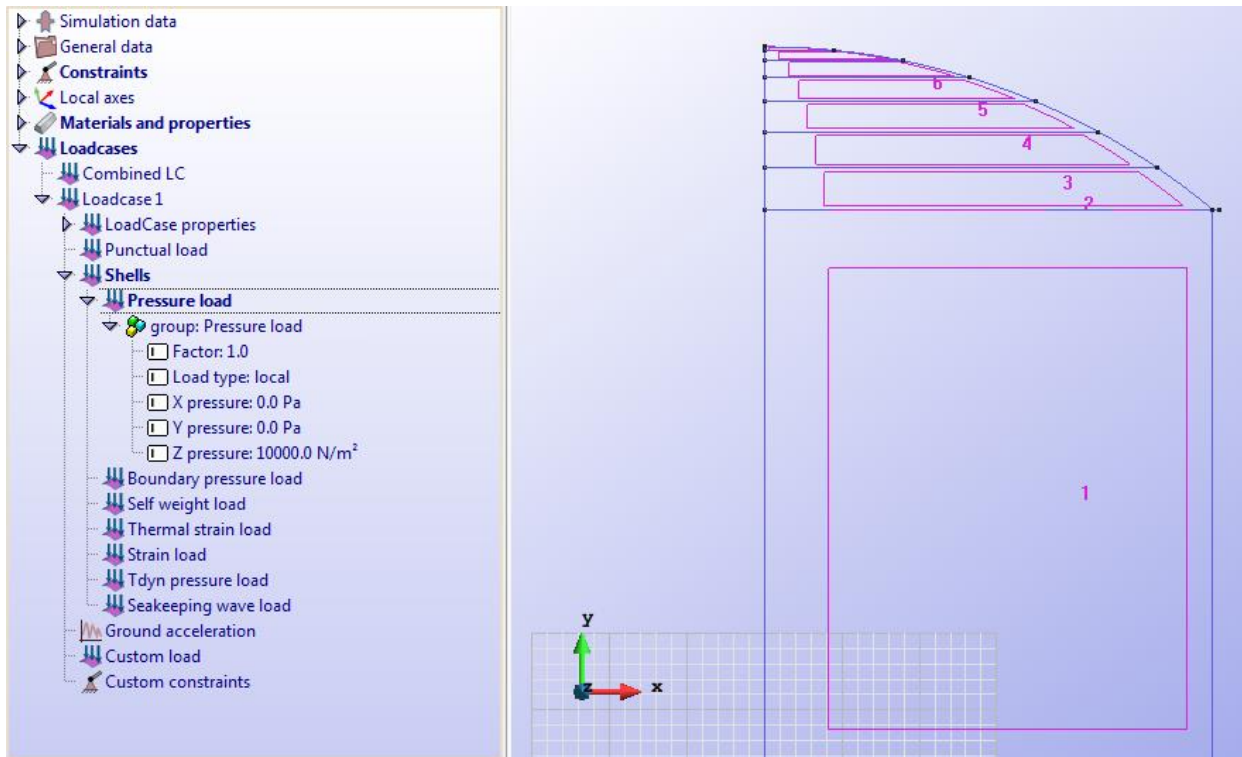 Simulation data
General data
Constraints
Local axes
Materials and properties
Loadcases
Combined LC
Loadcase 1
LoadCase properties
Punctual load
Shells
Pressure load
group: Pressure load
Factor: 1.0
Load type: local
X pressure: 0.0 Pa
Y pressure: 0.0 Pa
Z pressure: 10000.0 N/m²
Boundary pressure load
Self weight load
Thermal strain load
Strain load
Tdyn pressure load
Seakeeping wave load
Ground acceleration
Custom load
Custom constraints
6
5
4
3
2
1
y
z
x